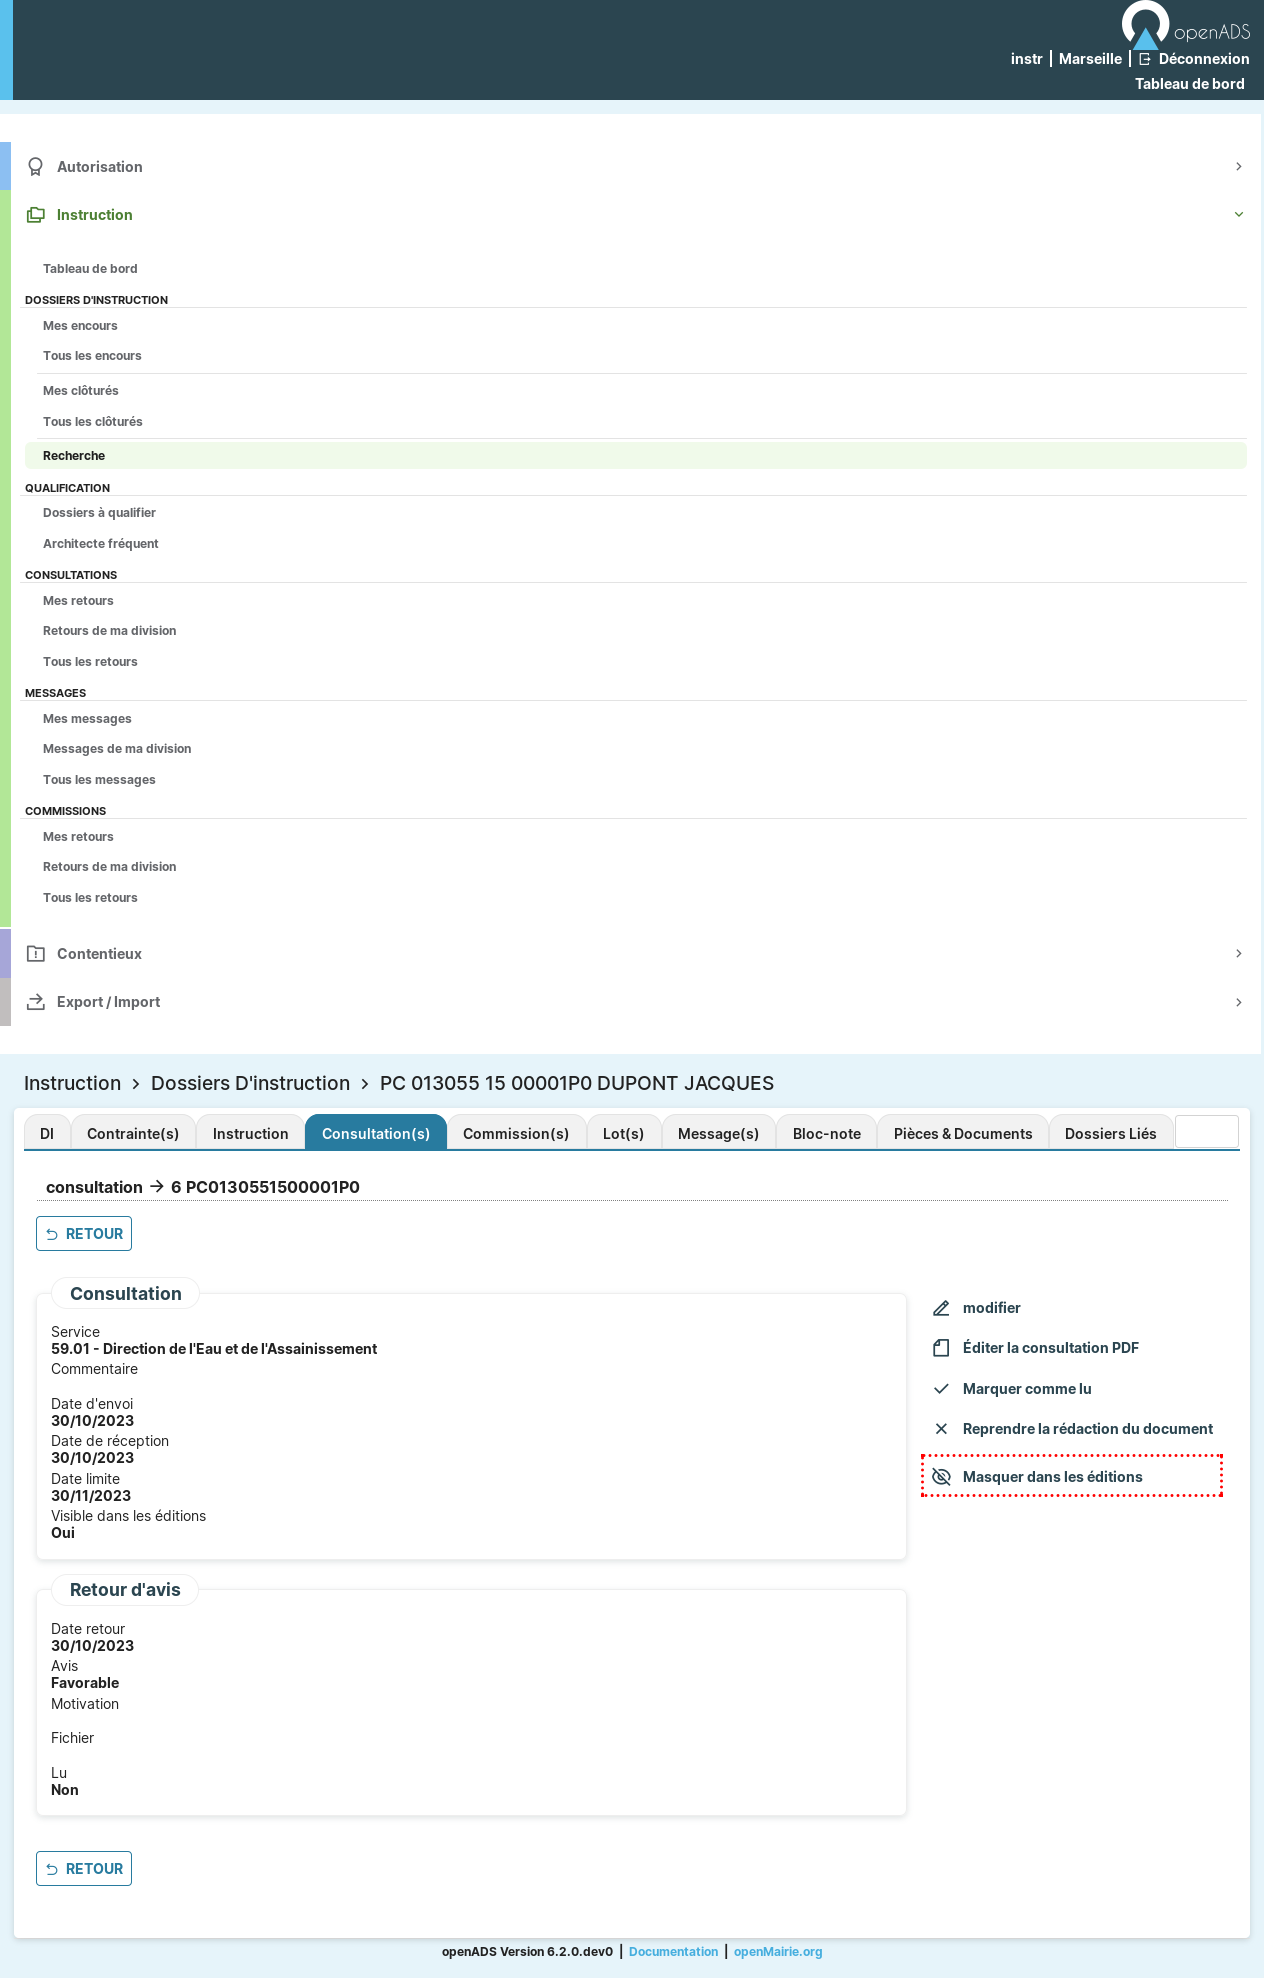 openADS
instr | Marseille | Déconnexion
Tableau de bord
Autorisation
Instruction
Tableau de bord
DOSSIERS D'INSTRUCTION
Mes encours
Tous les encours
Mes clôturés
Tous les clôturés
Recherche
QUALIFICATION
Dossiers à qualifier
Architecte fréquent
CONSULTATIONS
Mes retours
Retours de ma division
Tous les retours
MESSAGES
Mes messages
Messages de ma division
Tous les messages
COMMISSIONS
Mes retours
Retours de ma division
Tous les retours
Contentieux
Export / Import
Instruction > Dossiers D'instruction > PC 013055 15 00001P0 DUPONT JACQUES
DI Contrainte(s) Instruction Consultation(s) Commission(s) Lot(s) Message(s) Bloc-note Pièces & Documents Dossiers Liés
consultation → 6 PC0130551500001P0
RETOUR
Consultation
Service
59.01 - Direction de l'Eau et de l'Assainissement
Commentaire
Date d'envoi
30/10/2023
Date de réception
30/10/2023
Date limite
30/11/2023
Visible dans les éditions
Oui
modifier
Éditer la consultation PDF
Marquer comme lu
Reprendre la rédaction du document
Masquer dans les éditions
Retour d'avis
Date retour
30/10/2023
Avis
Favorable
Motivation
Fichier
Lu
Non
RETOUR
openADS Version 6.2.0.dev0 | Documentation | openMairie.org